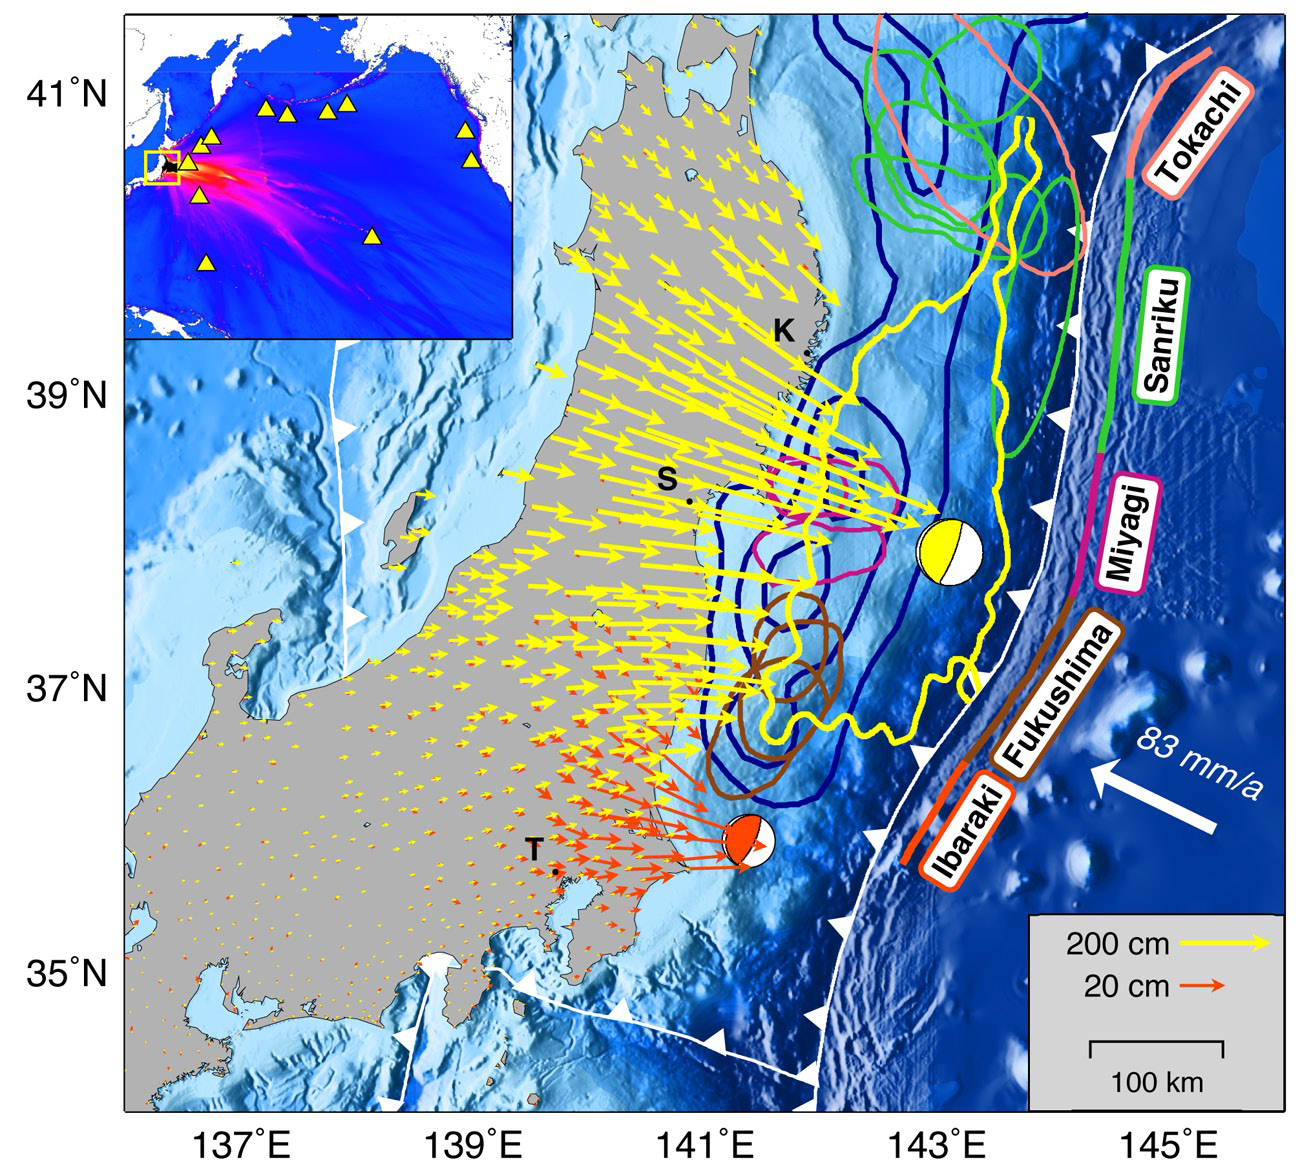 41˚N
39˚N
37˚N
35˚N
137˚E
139˚E
141˚E
143˚E
145˚E
K
S
T
Tokachi
Sanriku
Miyagi
Fukushima
Ibaraki
83 mm/a
200 cm
20 cm
100 km